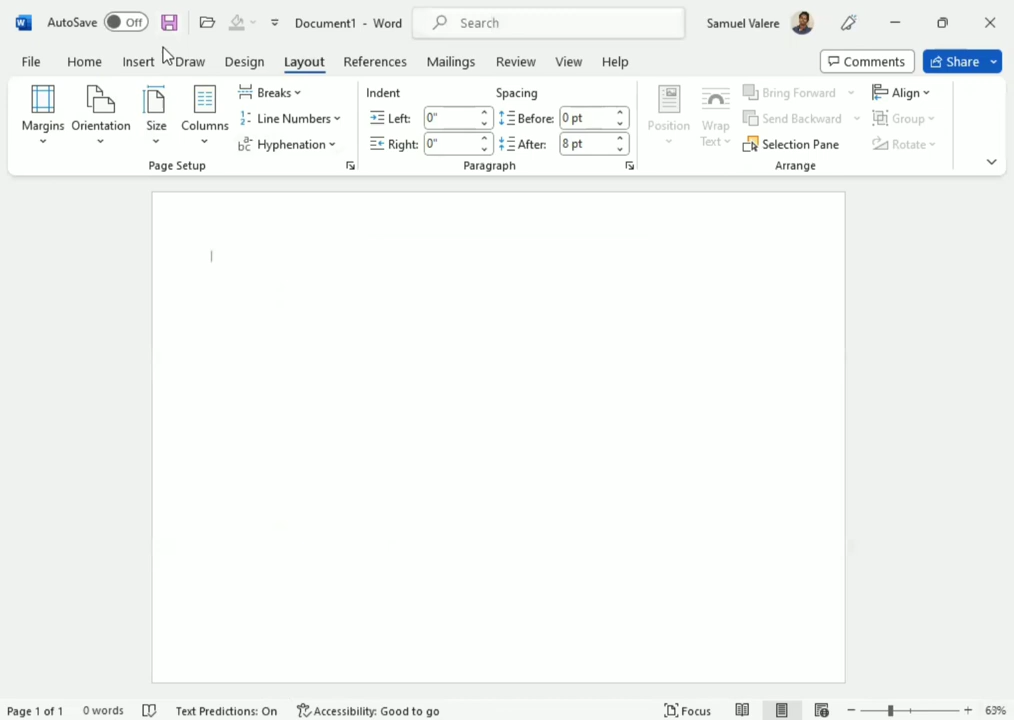 AutoSave Off Document1 - Word Search Samuel Valere
File Home Insert Draw Design Layout References Mailings Review View Help Comments Share
Margins Orientation Size Columns Breaks Line Numbers Hyphenation
Page Setup
Indent Spacing
Left: 0" Before: 0 pt
Right: 0" After: 8 pt
Paragraph
Position Wrap Text Bring Forward Send Backward Selection Pane Align Group Rotate
Arrange
Page 1 of 1 0 words Text Predictions: On Accessibility: Good to go Focus 63%